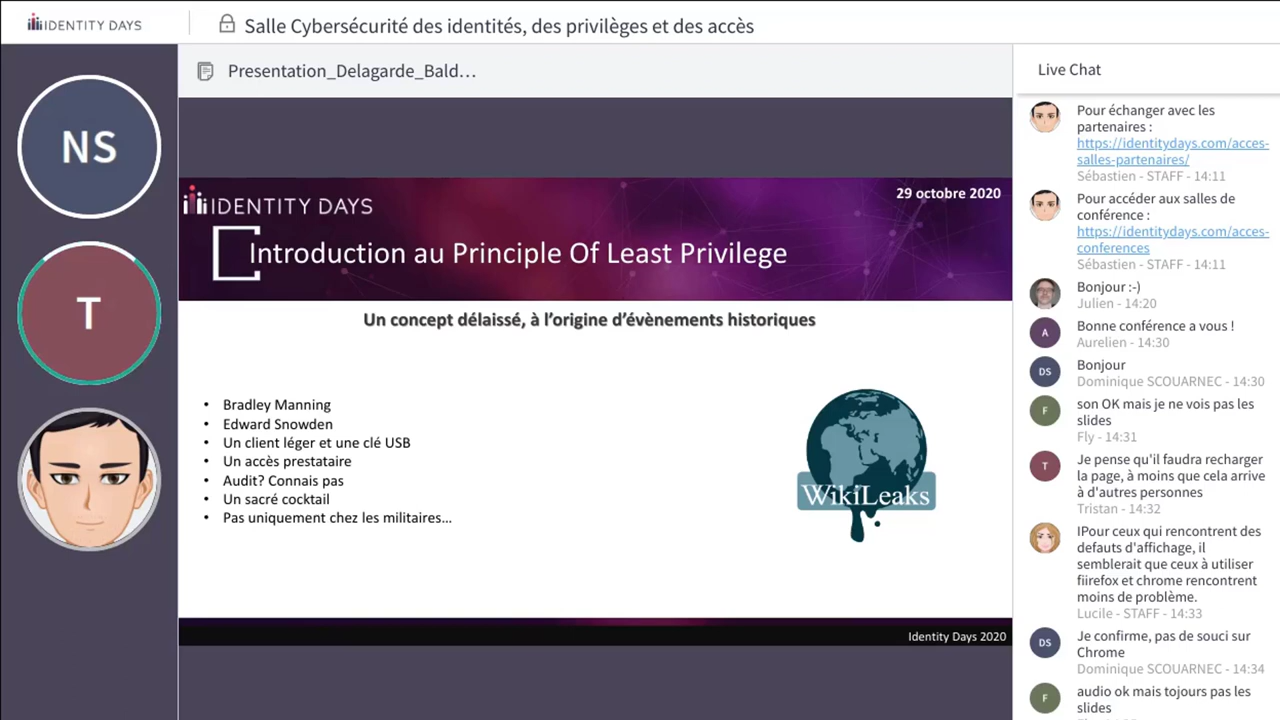 IDENTITY DAYS
Salle Cybersécurité des identités, des privilèges et des accès
NS
T
Presentation_Delagarde_Bald…
IDENTITY DAYS
29 octobre 2020
Introduction au Principle Of Least Privilege
Un concept délaissé, à l'origine d'évènements historiques
• Bradley Manning
• Edward Snowden
• Un client léger et une clé USB
• Un accès prestataire
• Audit? Connais pas
• Un sacré cocktail
• Pas uniquement chez les militaires…
WikiLeaks
Identity Days 2020
Live Chat
Pour échanger avec les
partenaires :
https://identitydays.com/acces-
salles-partenaires/
Sébastien - STAFF - 14:11
Pour accéder aux salles de
conférence :
https://identitydays.com/acces-
conferences
Sébastien - STAFF - 14:11
Bonjour :-)
Julien - 14:20
A
Bonne conférence a vous !
Aurelien - 14:30
DS
Bonjour
Dominique SCOUARNEC - 14:30
F
son OK mais je ne vois pas les
slides
Fly - 14:31
T
Je pense qu'il faudra recharger
la page, à moins que cela arrive
à d'autres personnes
Tristan - 14:32
IPour ceux qui rencontrent des
defauts d'affichage, il
semblerait que ceux à utiliser
fiirefox et chrome rencontrent
moins de problème.
Lucile - STAFF - 14:33
DS
Je confirme, pas de souci sur
Chrome
Dominique SCOUARNEC - 14:34
F
audio ok mais tojours pas les
slides